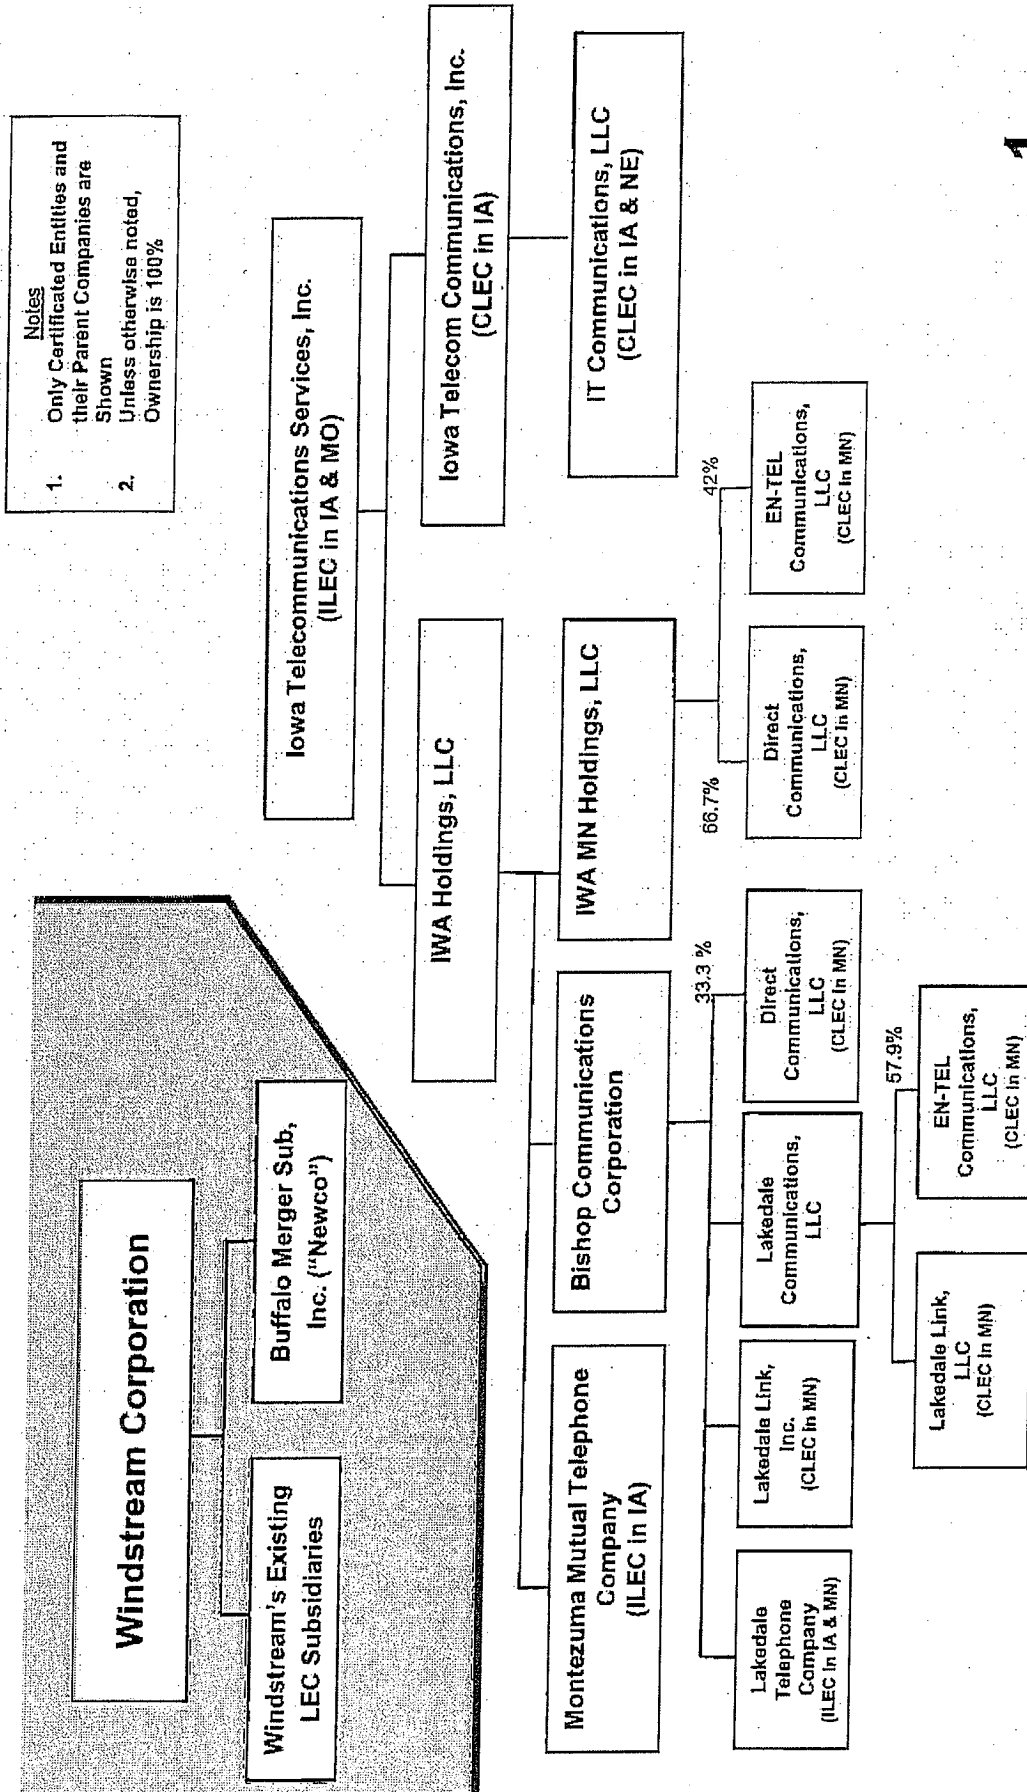 Windstream Corporation
Windstream's Existing
LEC Subsidiaries
Buffalo Merger Sub,
Inc. ("Newco")
Notes
1. Only Certificated Entities and
their Parent Companies are
Shown
2. Unless otherwise noted,
Ownership is 100%
Iowa Telecommunications Services, Inc.
(ILEC in IA & MO)
IWA Holdings, LLC
Iowa Telecom Communications, Inc.
(CLEC in IA)
Montezuma Mutual Telephone
Company
(ILEC in IA)
Bishop Communications
Corporation
IWA MN Holdings, LLC
IT Communications, LLC
(CLEC in IA & NE)
33.3 %
66.7%
42%
Lakedale
Telephone
Company
(ILEC in IA & MN)
Lakedale Link,
Inc.
(CLEC in MN)
Lakedale
Communications,
LLC
Direct
Communications,
LLC
(CLEC in MN)
Direct
Communications,
LLC
(CLEC in MN)
EN-TEL
Communications,
LLC
(CLEC in MN)
57.9%
Lakedale Link,
LLC
(CLEC in MN)
EN-TEL
Communications,
LLC
(CLEC in MN)
1